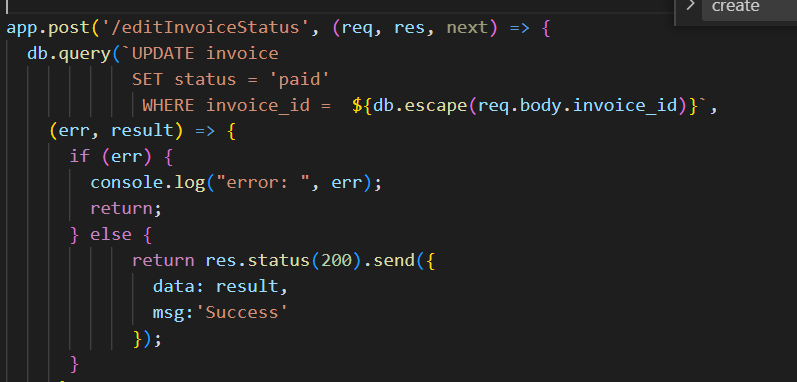 create
app.post('/editInvoiceStatus', (req, res, next) => {
db.query(`UPDATE invoice
SET status = 'paid'
WHERE invoice_id =  ${db.escape(req.body.invoice_id)}`,
(err, result) => {
if (err) {
console.log("error: ", err);
return;
} else {
return res.status(200).send({
data: result,
msg:'Success'
});
}